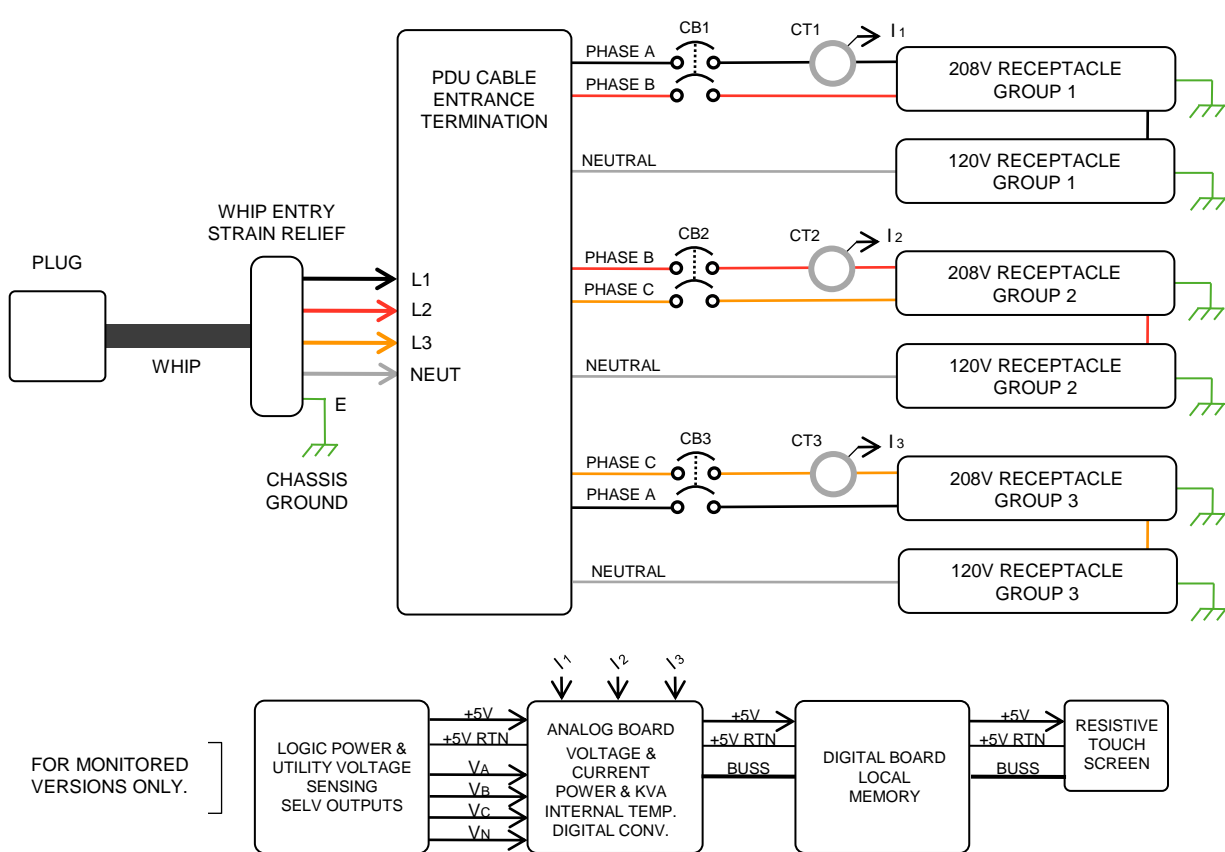 CB1
CT1
I1
PHASE A
PHASE B
PDU CABLE
ENTRANCE
TERMINATION
208V RECEPTACLE
GROUP 1
NEUTRAL
120V RECEPTACLE
GROUP 1
WHIP ENTRY
STRAIN RELIEF
PLUG
WHIP
L1
L2
L3
NEUT
E
CHASSIS
GROUND
CB2
CT2
I2
PHASE B
PHASE C
208V RECEPTACLE
GROUP 2
NEUTRAL
120V RECEPTACLE
GROUP 2
CB3
CT3
I3
PHASE C
PHASE A
208V RECEPTACLE
GROUP 3
NEUTRAL
120V RECEPTACLE
GROUP 3
I1
I2
I3
FOR MONITORED
VERSIONS ONLY.
LOGIC POWER &
UTILITY VOLTAGE
SENSING
SELV OUTPUTS
+5V
+5V RTN
VA
VB
VC
VN
ANALOG BOARD
VOLTAGE &
CURRENT
POWER & KVA
INTERNAL TEMP.
DIGITAL CONV.
+5V
+5V RTN
BUSS
DIGITAL BOARD
LOCAL
MEMORY
+5V
+5V RTN
BUSS
RESISTIVE
TOUCH
SCREEN